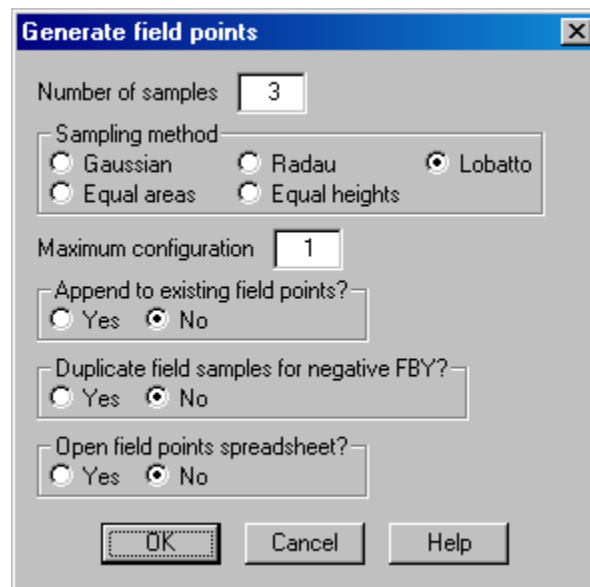 Generate field points
Number of samples 3
Sampling method
Gaussian Radau Lobatto
Equal areas Equal heights
Maximum configuration 1
Append to existing field points?
Yes No
Duplicate field samples for negative FBY?
Yes No
Open field points spreadsheet?
Yes No
OK Cancel Help